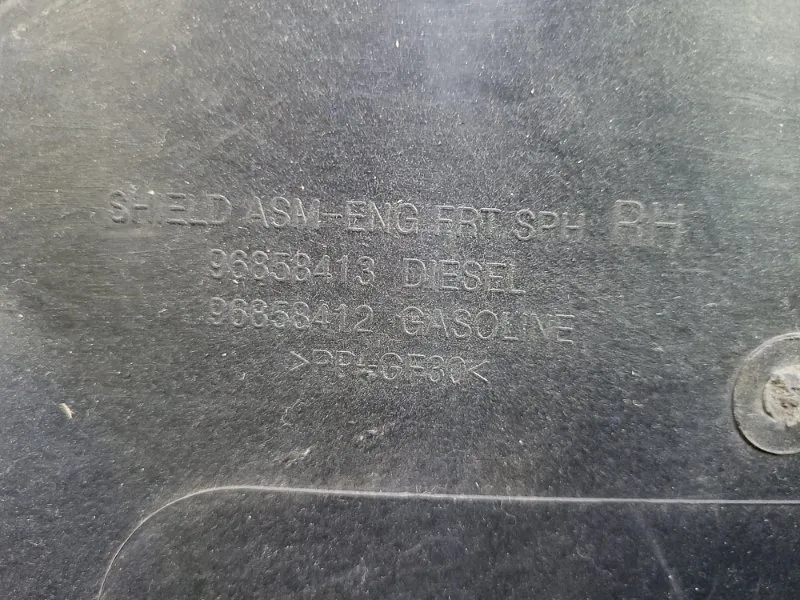 SHIELD ASM-ENG FRT SPH RH
96858413 DIESEL
96858412 GASOLINE
>PP+GF30<